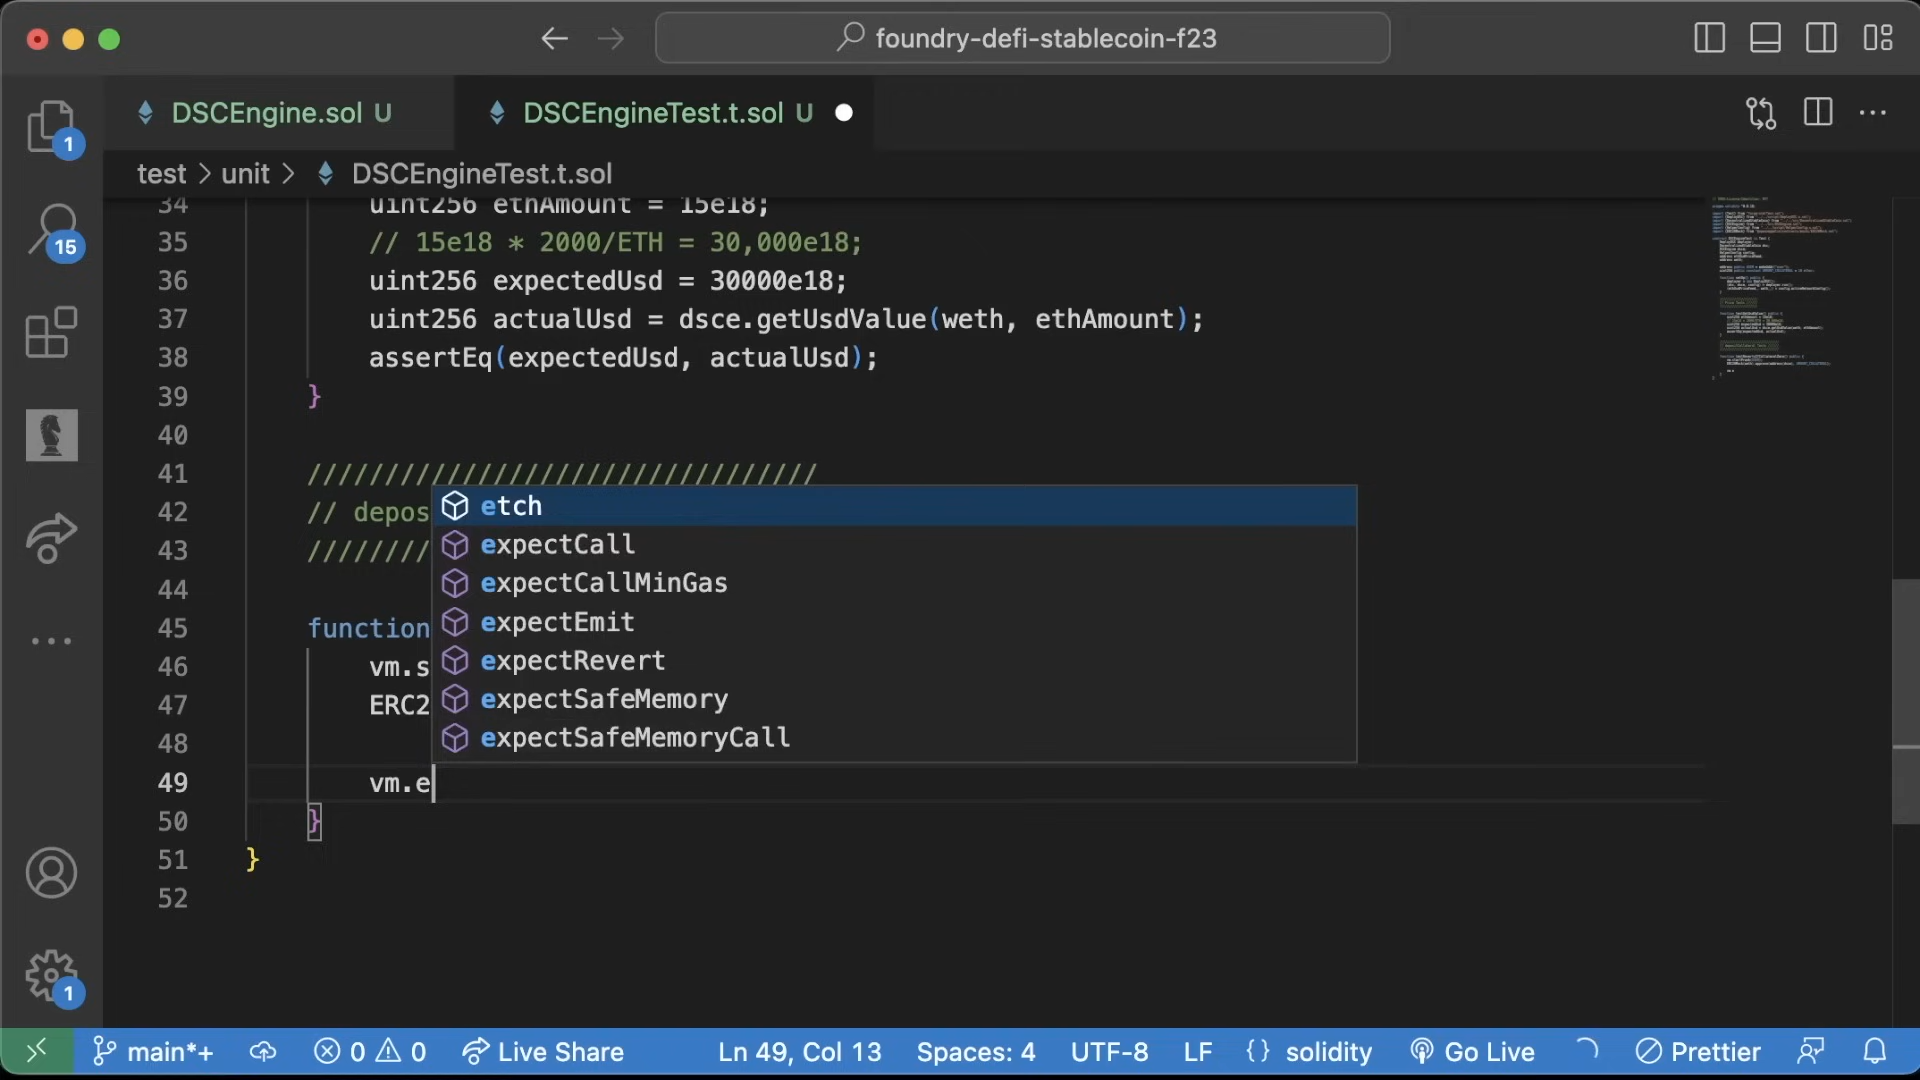 foundry-defi-stablecoin-f23
DSCEngine.sol U
DSCEngineTest.t.sol U
test > unit > DSCEngineTest.t.sol
34 uint256 ethAmount = 15e18;
35 // 15e18 * 2000/ETH = 30,000e18;
36 uint256 expectedUsd = 30000e18;
37 uint256 actualUsd = dsce.getUsdValue(weth, ethAmount);
38 assertEq(expectedUsd, actualUsd);
39 }
40
41 /////////////////////////////////
42 // depos
43 ////////
44
45 function
46 vm.s
47 ERC2
48
49 vm.e
50 }
51 }
52
etch
expectCall
expectCallMinGas
expectEmit
expectRevert
expectSafeMemory
expectSafeMemoryCall
1
15
1
main*+
0
0
Live Share
Ln 49, Col 13
Spaces: 4
UTF-8
LF
{} solidity
Go Live
Prettier